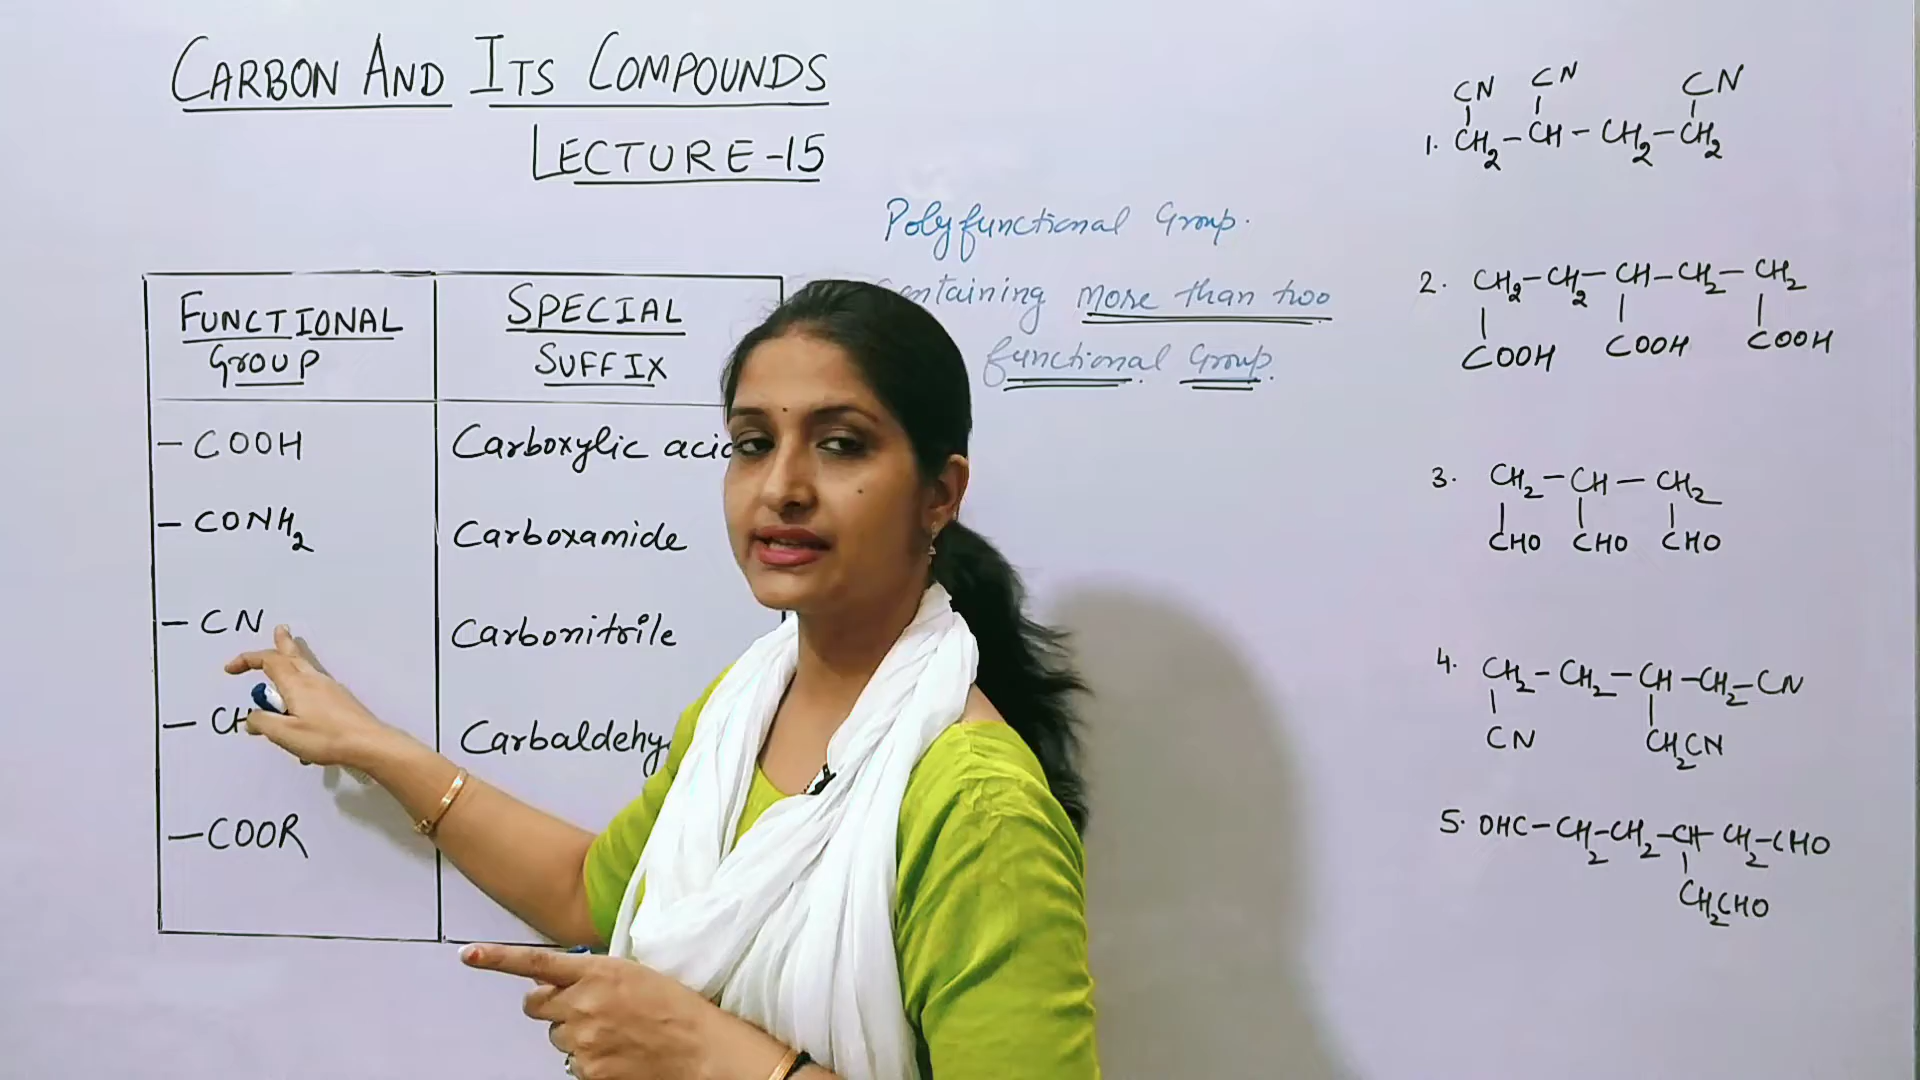 CARBON AND ITS COMPOUNDS
LECTURE-15
Polyfunctional Group.
Containing More than two
functional Group.
FUNCTIONAL GROUP
SPECIAL SUFFIX
-COOH
Carboxylic acid
-CONH2
Carboxamide
-CN
Carbonitrile
-CH
Carbaldehy
-COOR
CN CN CN
1. CH2-CH-CH2-CH2
2. CH2-CH2-CH-CH2-CH2
COOH COOH COOH
3. CH2-CH-CH2
CHO CHO CHO
4. CH2-CH2-CH-CH2-CN
CN CH2CN
5. OHC-CH2-CH2-CH-CH2-CHO
CH2CHO